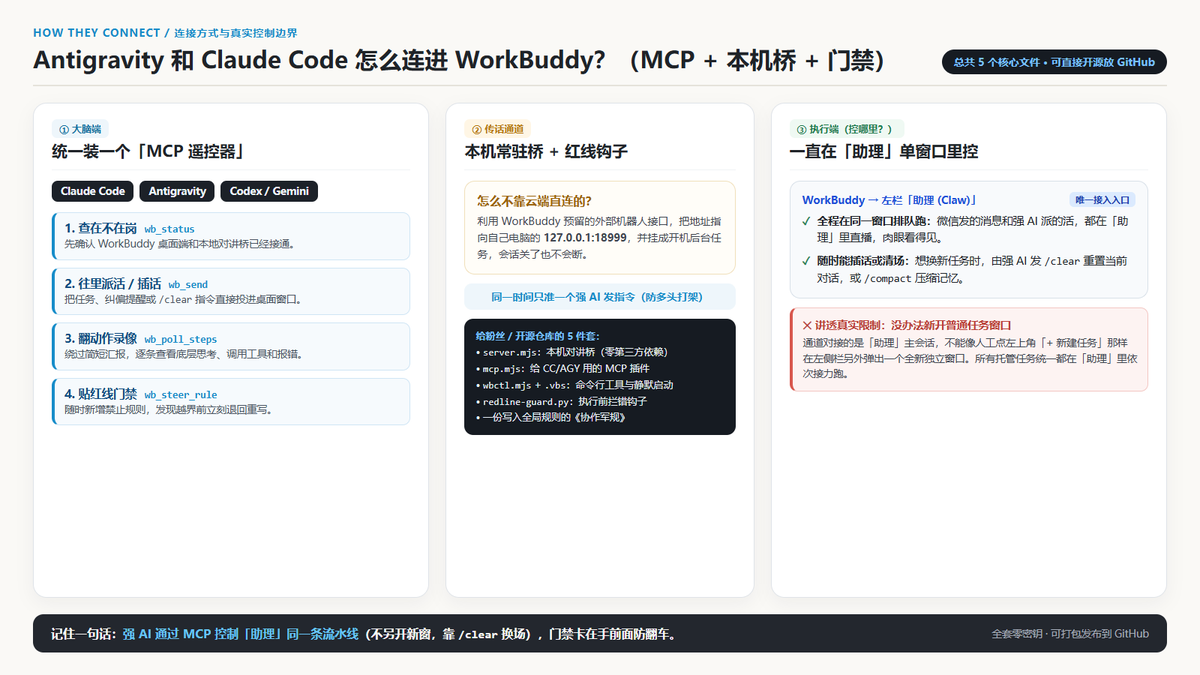 HOW THEY CONNECT / 连接方式与真实控制边界
Antigravity 和 Claude Code 怎么连进 WorkBuddy？（MCP + 本机桥 + 门禁）
总共 5 个核心文件 · 可直接开源放 GitHub
① 大脑端
统一装一个「MCP 遥控器」
Claude Code
Antigravity
Codex / Gemini
1. 查在不在岗 wb_status
先确认 WorkBuddy 桌面端和本地对讲桥已经接通。
2. 往里派活 / 插话 wb_send
把任务、纠偏提醒或 /clear 指令直接投进桌面窗口。
3. 翻动作录像 wb_poll_steps
绕过简短汇报，逐条查看底层思考、调用工具和报错。
4. 贴红线门禁 wb_steer_rule
随时新增禁止规则，发现越界前立刻退回重写。
② 传话通道
本机常驻桥 + 红线钩子
怎么不靠云端直连的？
利用 WorkBuddy 预留的外部机器人接口，把地址指
向自己电脑的 127.0.0.1:18999，并挂成开机后台任
务，会话关了也不会断。
同一时间只准一个强 AI 发指令（防多头打架）
给粉丝 / 开源仓库的 5 件套：
• server.mjs：本机对讲桥（零第三方依赖）
• mcp.mjs：给 CC/AGY 用的 MCP 插件
• wbctl.mjs + .vbs：命令行工具与静默启动
• redline-guard.py：执行前拦错钩子
• 一份写入全局规则的《协作军规》
③ 执行端（控哪里？）
一直在「助理」单窗口里控
WorkBuddy → 左栏「助理 (Claw)」
唯一接入入口
✓ 全程在同一窗口排队跑：微信发的消息和强 AI 派的活，都在「助
理」里直播，肉眼看得见。
✓ 随时能插话或清场：想换新任务时，由强 AI 发 /clear 重置当前
对话，或 /compact 压缩记忆。
✕ 讲透真实限制：没办法新开普通任务窗口
通道对接的是「助理」主会话，不能像人工点左上角「+ 新建任务」那样
在左侧栏另外弹出一个全新独立窗口。所有托管任务统一都在「助理」里依
次接力跑。
记住一句话：强 AI 通过 MCP 控制「助理」同一条流水线（不另开新窗，靠 /clear 换场），门禁卡在手前面防翻车。
全套零密钥 · 可打包发布到 GitHub